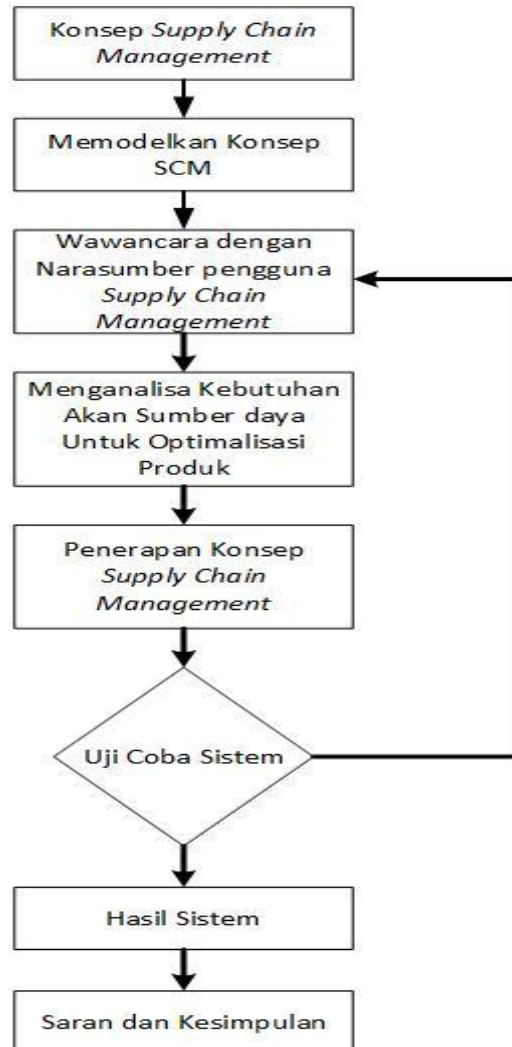 Konsep Supply Chain
Management
Memodelkan Konsep
SCM
Wawancara dengan
Narasumber pengguna
Supply Chain
Management
Menganalisa Kebutuhan
Akan Sumber daya
Untuk Optimalisasi
Produk
Penerapan Konsep
Supply Chain
Management
Uji Coba Sistem
Hasil Sistem
Saran dan Kesimpulan